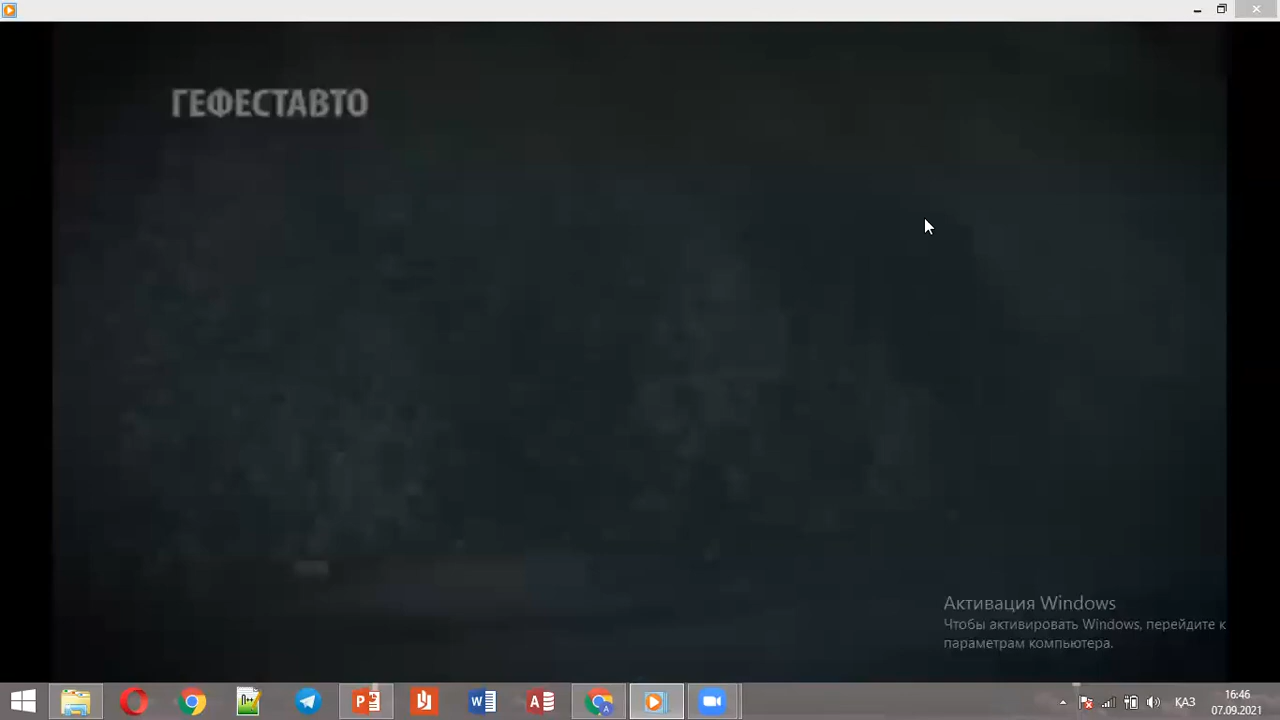 ГЕФЕСТАВТО
Активация Windows
Чтобы активировать Windows, перейдите к
параметрам компьютера.
16:46
ҚАЗ
07.09.2021